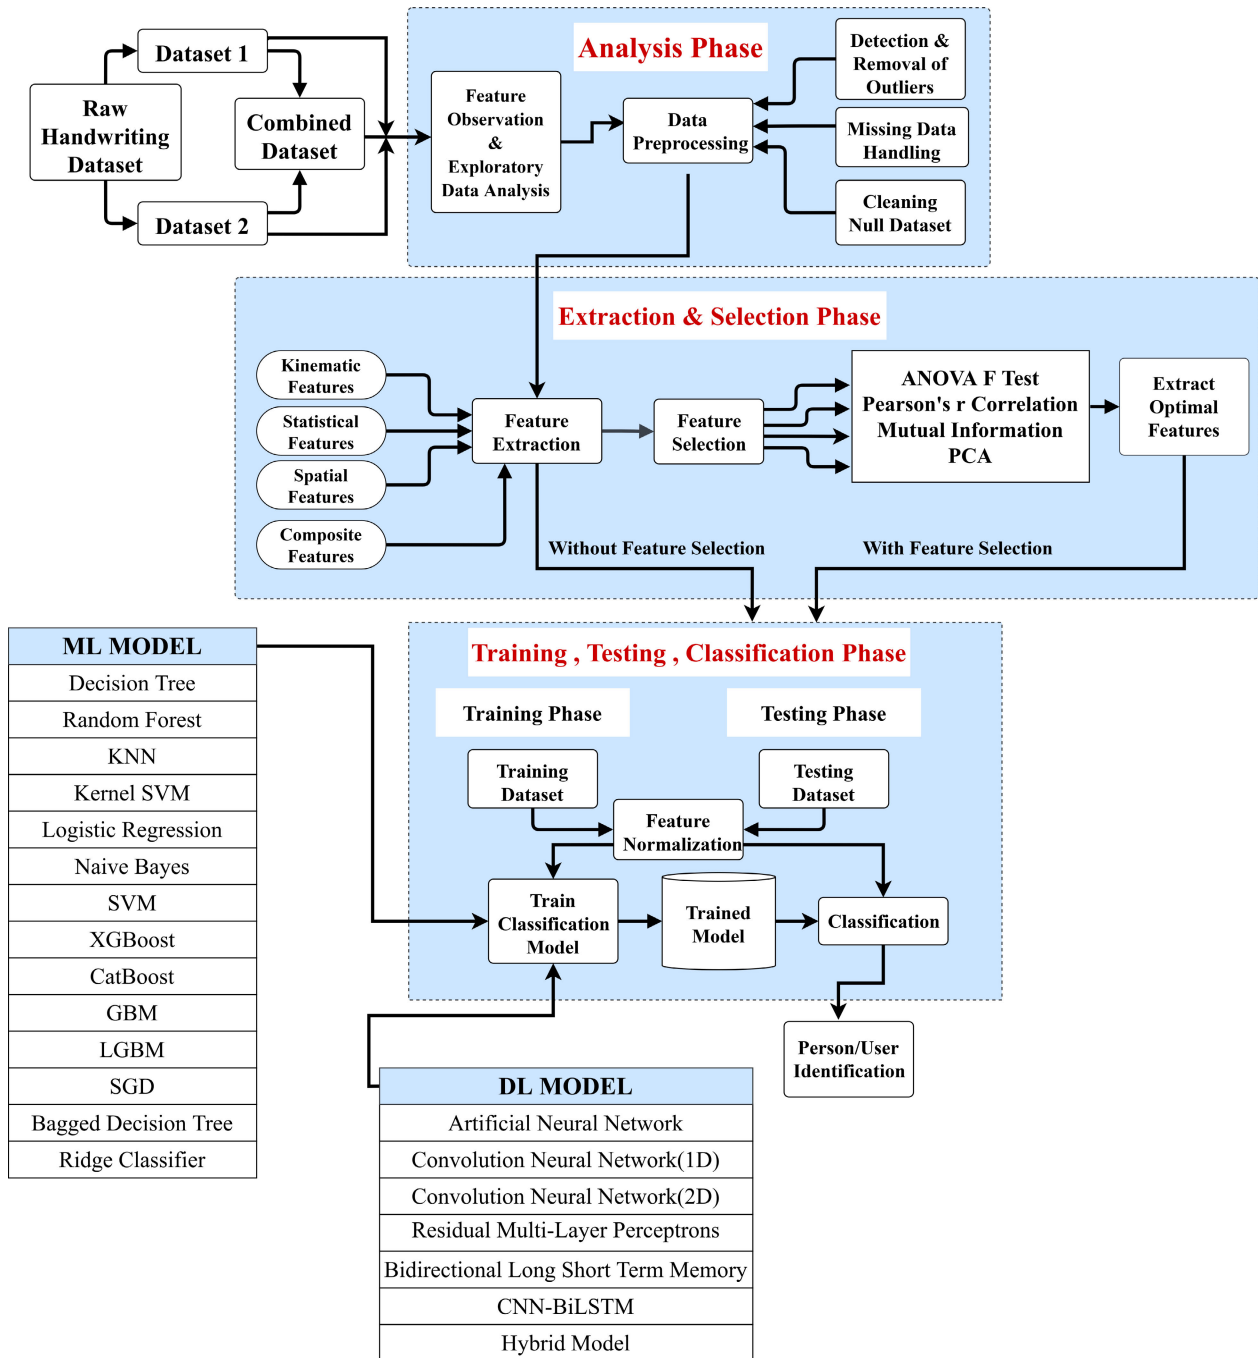 Dataset 1
Raw
Handwriting
Dataset
Combined
Dataset
Dataset 2
Analysis Phase
Feature
Observation
&
Exploratory
Data Analysis
Data
Preprocessing
Detection &
Removal of
Outliers
Missing Data
Handling
Cleaning
Null Dataset
Extraction & Selection Phase
Kinematic
Features
Statistical
Features
Spatial
Features
Composite
Features
Feature
Extraction
Feature
Selection
ANOVA F Test
Pearson's r Correlation
Mutual Information
PCA
Extract
Optimal
Features
Without Feature Selection
With Feature Selection
ML MODEL
Decision Tree
Random Forest
KNN
Kernel SVM
Logistic Regression
Naive Bayes
SVM
XGBoost
CatBoost
GBM
LGBM
SGD
Bagged Decision Tree
Ridge Classifier
Training , Testing , Classification Phase
Training Phase
Testing Phase
Training
Dataset
Testing
Dataset
Feature
Normalization
Train
Classification
Model
Trained
Model
Classification
Person/User
Identification
DL MODEL
Artificial Neural Network
Convolution Neural Network(1D)
Convolution Neural Network(2D)
Residual Multi-Layer Perceptrons
Bidirectional Long Short Term Memory
CNN-BiLSTM
Hybrid Model